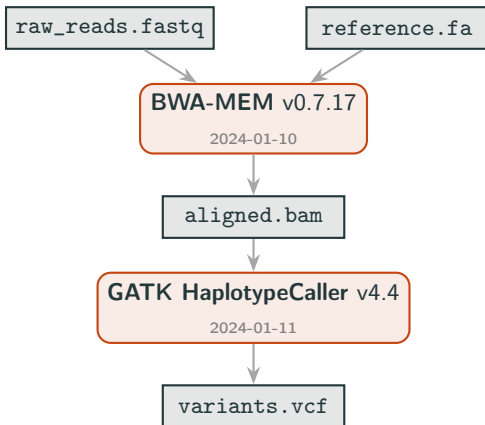 raw_reads.fastq
reference.fa
BWA-MEM v0.7.17
2024-01-10
aligned.bam
GATK HaplotypeCaller v4.4
2024-01-11
variants.vcf